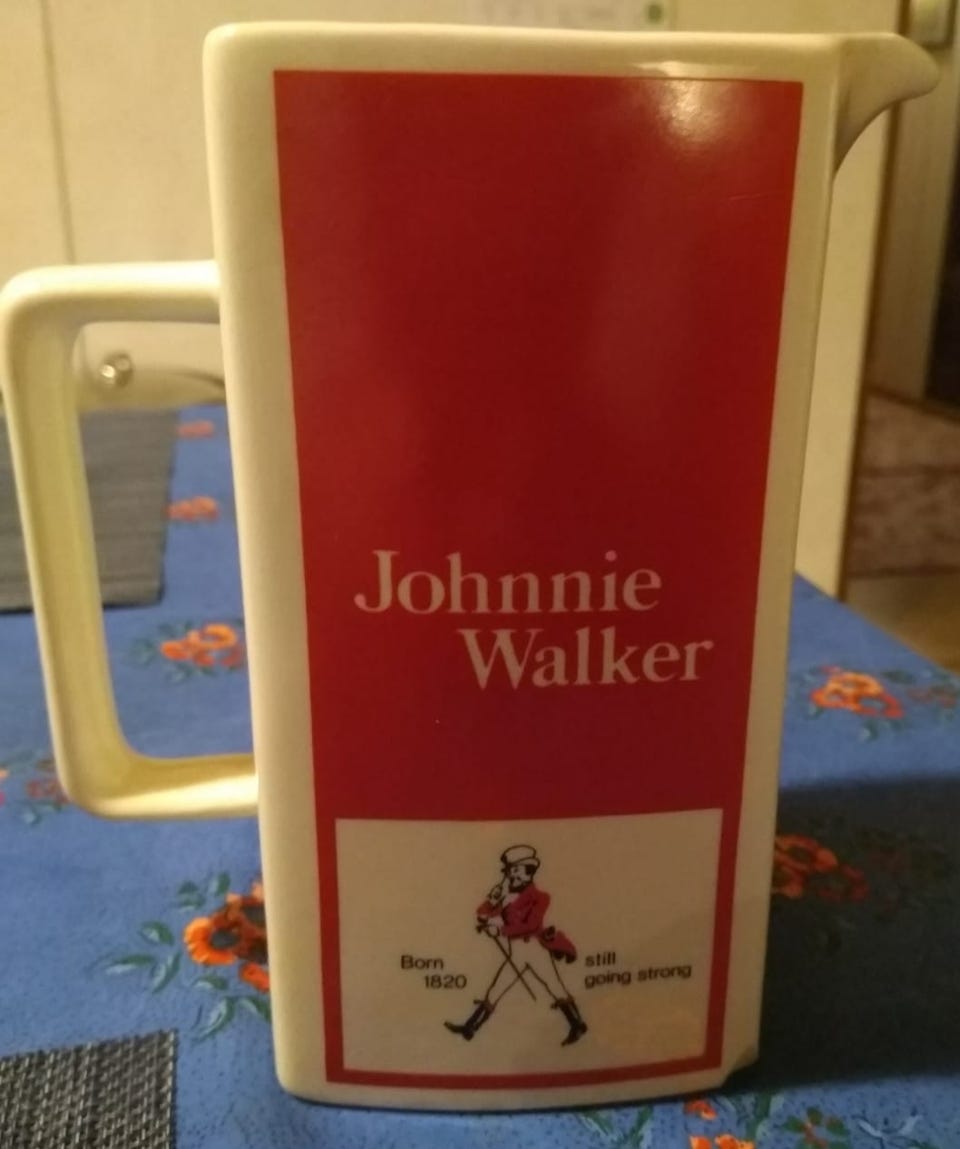 Johnnie
Walker
Born
1820
still
going strong